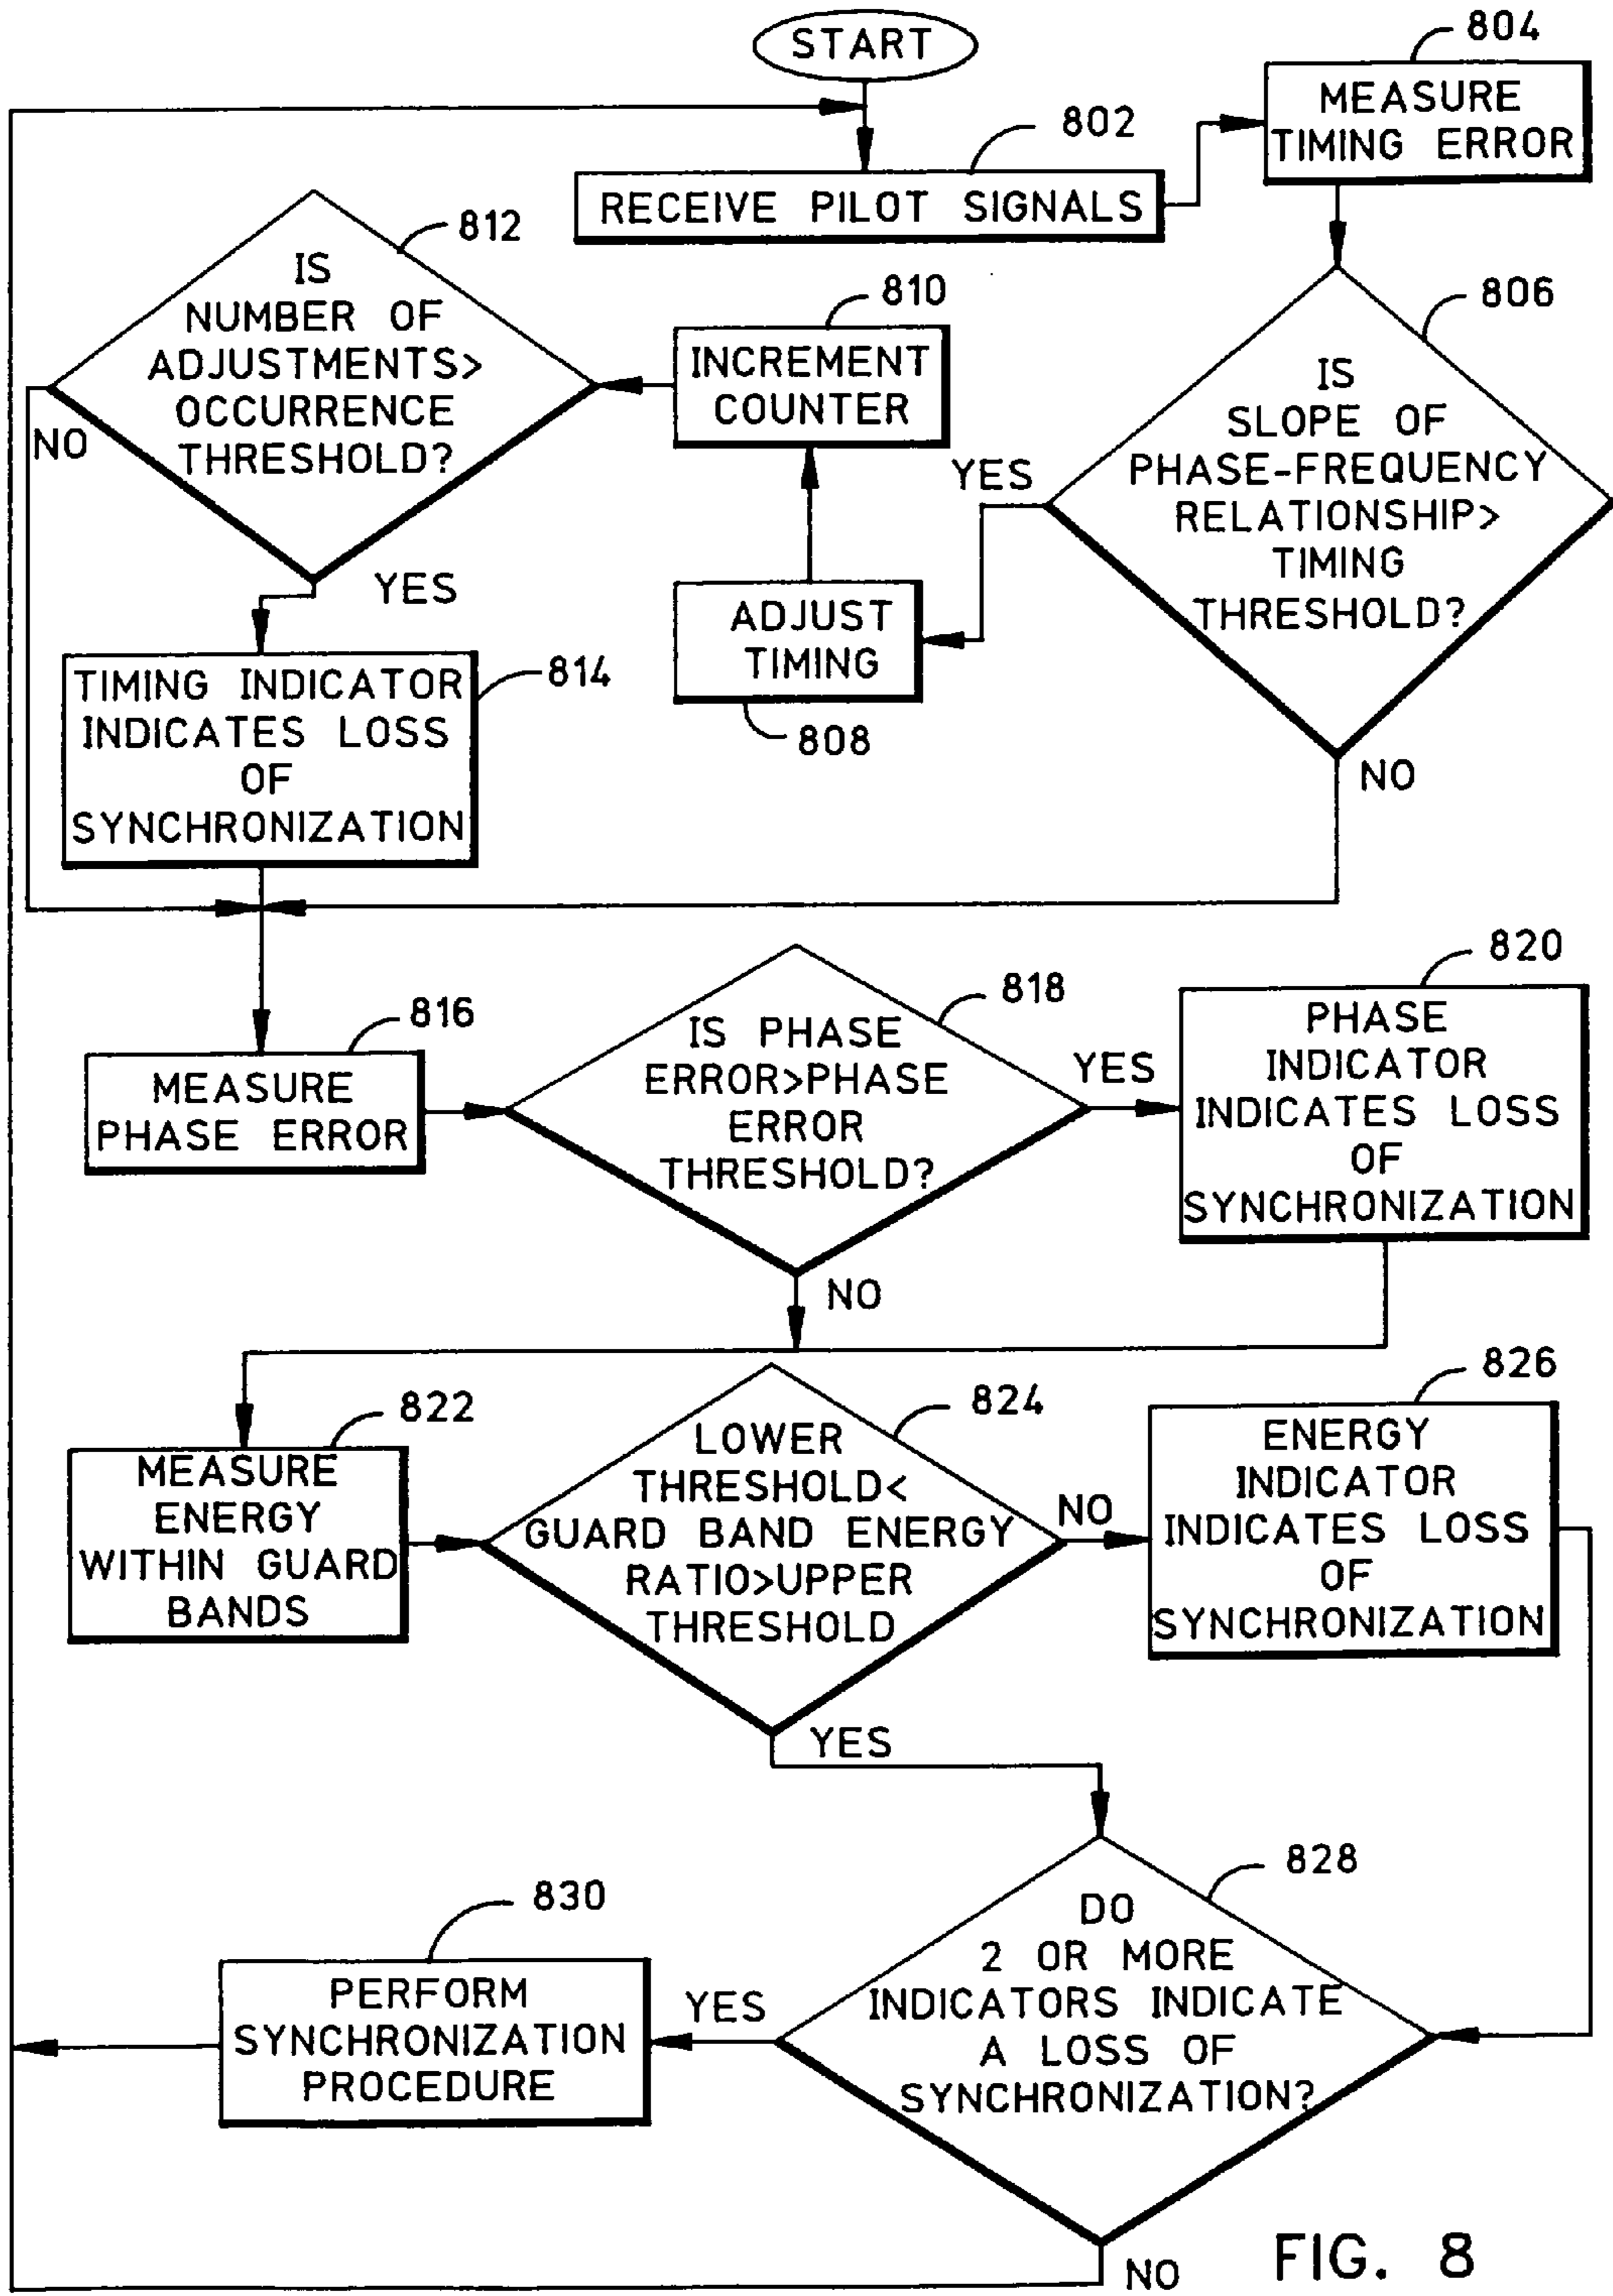 START
804
MEASURE
TIMING ERROR
802
RECEIVE PILOT SIGNALS
812
IS
NUMBER OF
ADJUSTMENTS>
OCCURRENCE
THRESHOLD?
NO
YES
810
INCREMENT
COUNTER
806
IS
SLOPE OF
PHASE-FREQUENCY
RELATIONSHIP>
TIMING
THRESHOLD?
YES
NO
ADJUST
TIMING
808
TIMING INDICATOR
INDICATES LOSS
OF
SYNCHRONIZATION
814
816
MEASURE
PHASE ERROR
818
IS PHASE
ERROR>PHASE
ERROR
THRESHOLD?
YES
NO
820
PHASE
INDICATOR
INDICATES LOSS
OF
SYNCHRONIZATION
822
MEASURE
ENERGY
WITHIN GUARD
BANDS
824
LOWER
THRESHOLD<
GUARD BAND ENERGY
RATIO>UPPER
THRESHOLD
NO
YES
826
ENERGY
INDICATOR
INDICATES LOSS
OF
SYNCHRONIZATION
828
DO
2 OR MORE
INDICATORS INDICATE
A LOSS OF
SYNCHRONIZATION?
YES
NO
830
PERFORM
SYNCHRONIZATION
PROCEDURE
FIG. 8